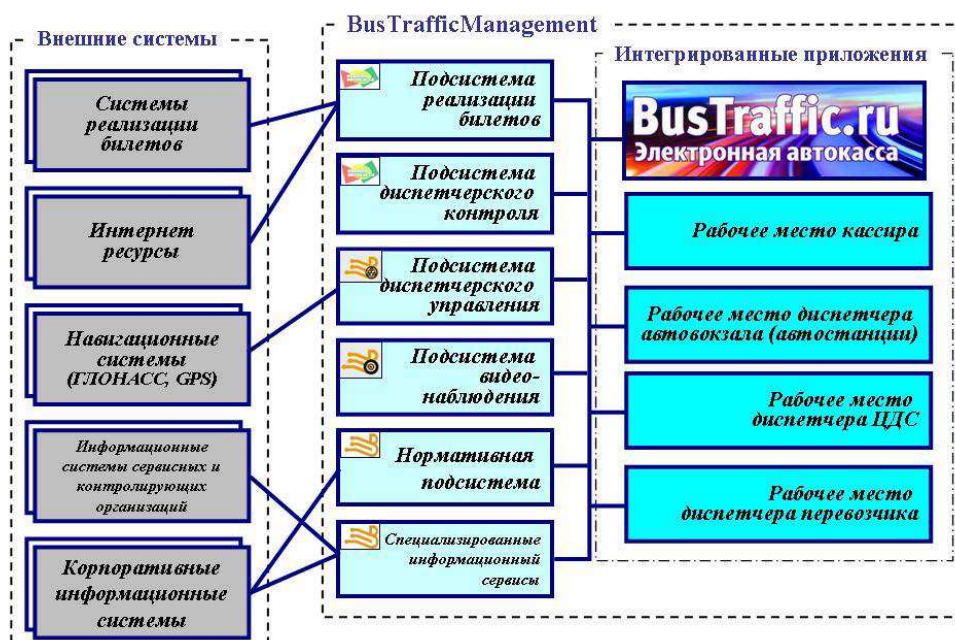 Внешние системы
Системы
реализации
билетов
Интернет
ресурсы
Навигационные
системы
(ГЛОНАСС, GPS)
Информационные
системы сервисных и
контролирующих
организаций
Корпоративные
информационные
системы
BusTrafficManagement
Подсистема
реализации
билетов
Подсистема
диспетчерского
контроля
Подсистема
диспетчерского
управления
Подсистема
видео-
наблюдения
Нормативная
подсистема
Специализированные
информационный
сервисы
Интегрированные приложения
BusTraffic.ru
Электронная автокасса
Рабочее место кассира
Рабочее место диспетчера
автовокзала (автостанции)
Рабочее место
диспетчера ЦДС
Рабочее место
диспетчера перевозчика